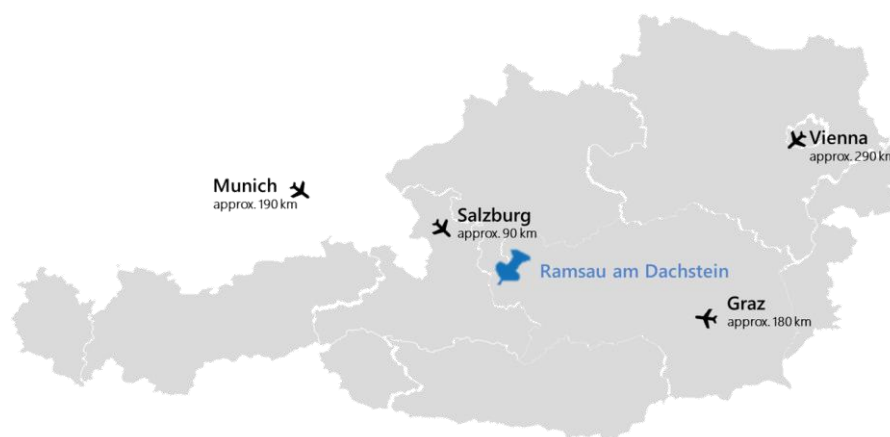 Vienna
approx. 290 km
Munich
approx. 190 km
Salzburg
approx. 90 km
Ramsau am Dachstein
Graz
approx. 180 km